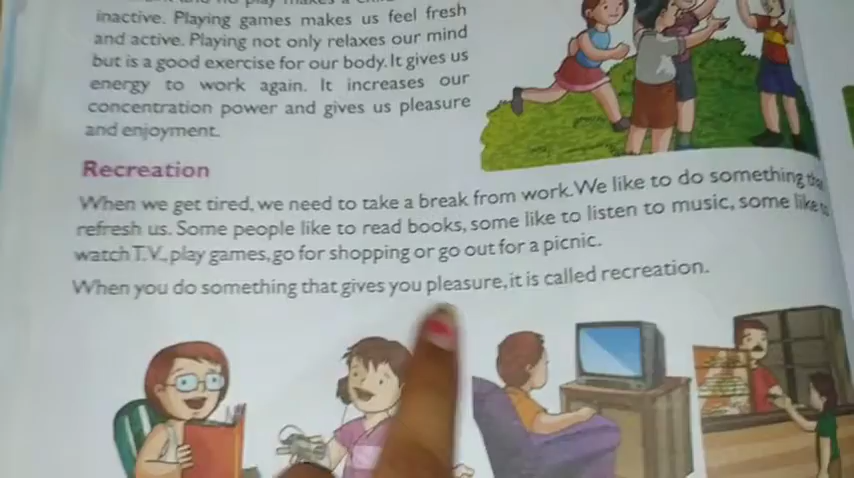 inactive. Playing games makes us feel fresh
and active. Playing not only relaxes our mind
but is a good exercise for our body. It gives us
energy to work again. It increases our
concentration power and gives us pleasure
and enjoyment.
Recreation
When we get tired, we need to take a break from work. We like to do something
refresh us. Some people like to read books, some like to listen to music, some like to
watch T.V., play games, go for shopping or go out for a picnic.
When you do something that gives you pleasure, it is called recreation.